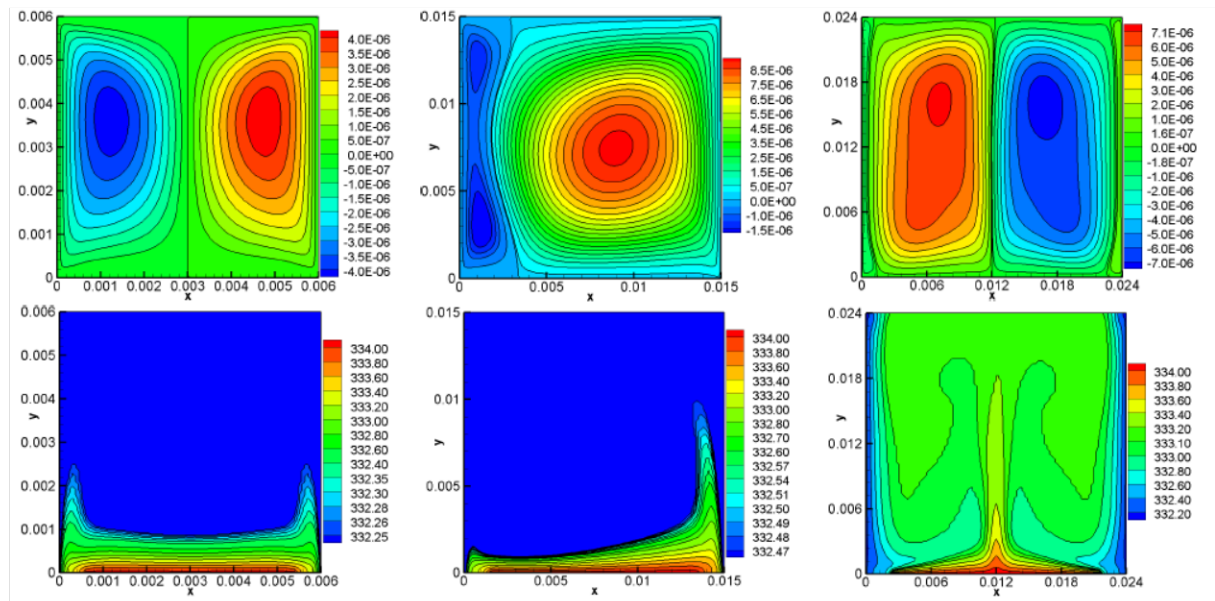 0.006
0.005
0.004
y
0.003
0.002
0.001
0
0.001 0.002 0.003 0.004 0.005 0.006
x
4.0E-06
3.5E-06
3.0E-06
2.5E-06
2.0E-06
1.5E-06
1.0E-06
5.0E-07
0.0E+00
-5.0E-07
-1.0E-06
-1.5E-06
-2.0E-06
-2.5E-06
-3.0E-06
-3.5E-06
-4.0E-06
0.015
0.01
y
0.005
0
0 0.005 0.01 0.015
x
8.5E-06
7.5E-06
6.5E-06
5.5E-06
4.5E-06
3.5E-06
2.5E-06
1.5E-06
5.0E-07
0.0E+00
-1.0E-06
-1.5E-06
0.024
0.018
y
0.012
0.006
0
0 0.006 0.012 0.018 0.024
x
7.1E-06
6.0E-06
5.0E-06
4.0E-06
3.0E-06
2.0E-06
1.0E-06
1.6E-07
0.0E+00
-1.8E-07
-1.0E-06
-2.0E-06
-3.0E-06
-4.0E-06
-5.0E-06
-6.0E-06
-7.0E-06
0.006
0.005
0.004
y
0.003
0.002
0.001
0
0 0.001 0.002 0.003 0.004 0.005 0.006
x
334.00
333.80
333.60
333.40
333.20
333.00
332.80
332.60
332.40
332.35
332.30
332.28
332.26
332.25
0.015
0.01
y
0.005
0
0 0.005 0.01 0.015
x
334.00
333.80
333.60
333.40
333.20
333.00
332.80
332.70
332.60
332.57
332.54
332.51
332.49
332.48
332.47
0.024
0.018
y
0.012
0.006
0
0 0.006 0.012 0.018 0.024
x
334.00
333.80
333.60
333.40
333.20
333.10
333.00
332.80
332.60
332.40
332.20